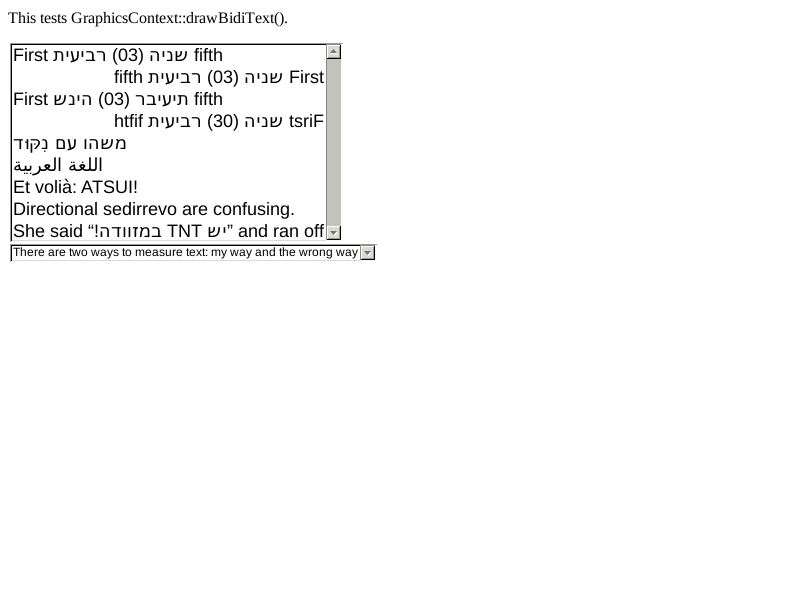 This tests GraphicsContext::drawBidiText().
First שניה (03) רביעית fifth
First שניה (03) רביעית fifth
First תיעיבר (03) הינש fifth
tsriF שניה (30) רביעית htfif
משהו עם נִקּוּד
اللغة العربية
Et volià: ATSUI!
Directional sedirrevo are confusing.
She said “יש TNT במזוודה!” and ran off
There are two ways to measure text: my way and the wrong way